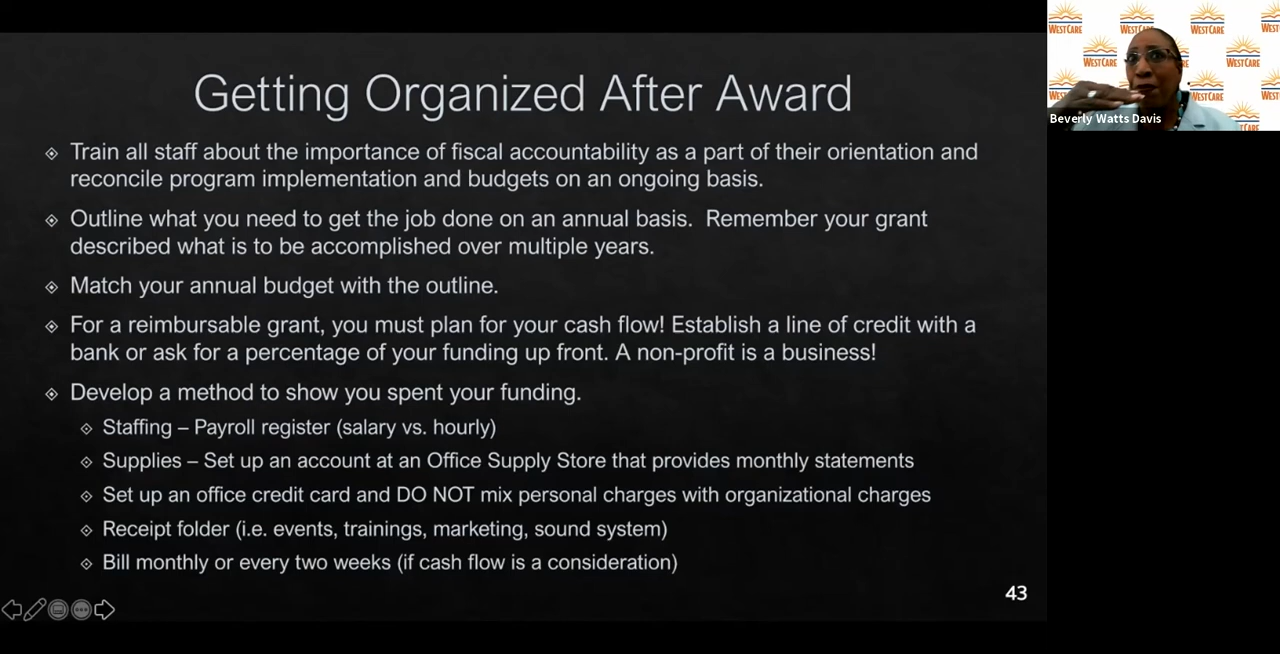 Getting Organized After Award
Train all staff about the importance of fiscal accountability as a part of their orientation and
reconcile program implementation and budgets on an ongoing basis.
Outline what you need to get the job done on an annual basis.  Remember your grant
described what is to be accomplished over multiple years.
Match your annual budget with the outline.
For a reimbursable grant, you must plan for your cash flow! Establish a line of credit with a
bank or ask for a percentage of your funding up front. A non-profit is a business!
Develop a method to show you spent your funding.
Staffing – Payroll register (salary vs. hourly)
Supplies – Set up an account at an Office Supply Store that provides monthly statements
Set up an office credit card and DO NOT mix personal charges with organizational charges
Receipt folder (i.e. events, trainings, marketing, sound system)
Bill monthly or every two weeks (if cash flow is a consideration)
43
WESTCARE WESTCARE WESTCARE
WESTCARE WESTCARE
WESTCARE
Beverly Watts Davis